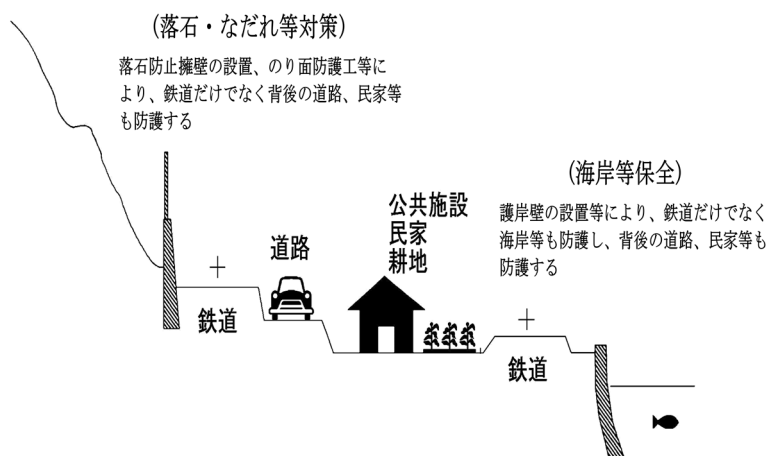 (落石・なだれ等対策)
落石防止擁壁の設置、のり面防護工等に
より、鉄道だけでなく背後の道路、民家等
も防護する
(海岸等保全)
護岸壁の設置等により、鉄道だけでなく
海岸等も防護し、背後の道路、民家等も
防護する
公共施設
民家
耕地
道路
鉄道
鉄道